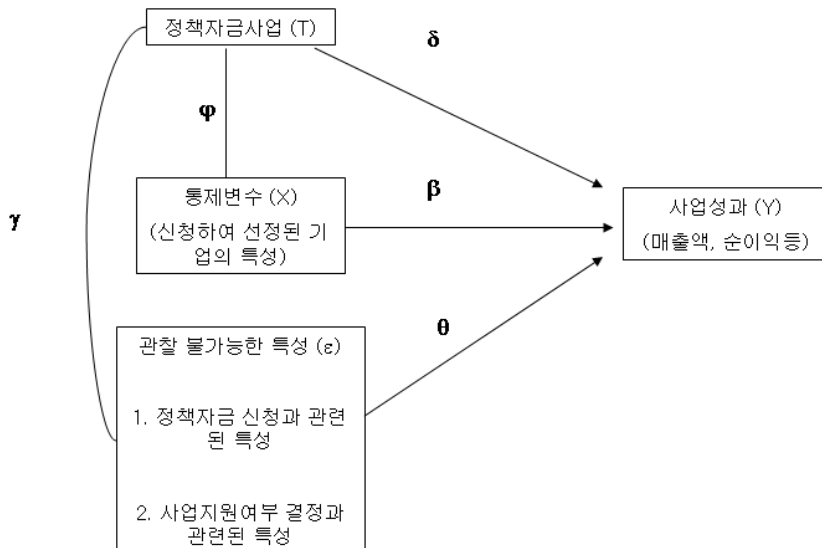 정책자금사업 (T)
δ
φ
통제변수 (X)
(신청하여 선정된 기
업의 특성)
β
사업성과 (Y)
(매출액, 순이익등)
γ
관찰 불가능한 특성 (ε)
θ
1. 정책자금 신청과 관련
된 특성
2. 사업지원여부 결정과
관련된 특성